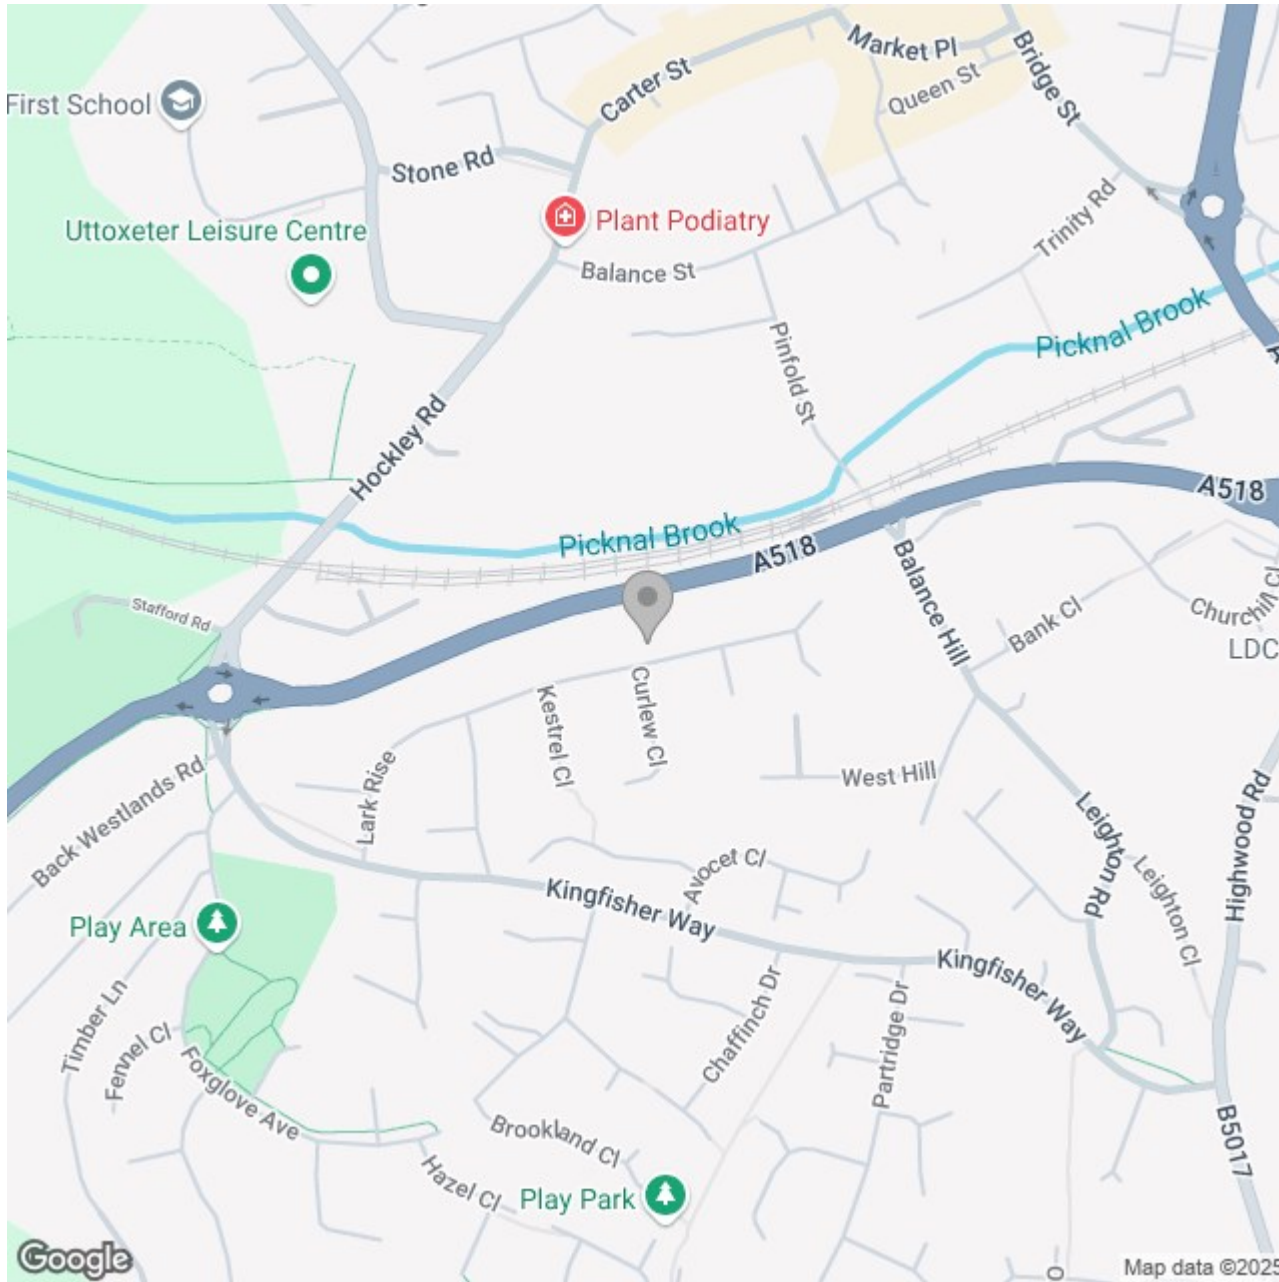 Market Pl
Bridge St
Carter St
Queen St
First School
Stone Rd
Trinity Rd
Plant Podiatry
Uttoxeter Leisure Centre
Balance St
Picknal Brook
Pinfold St
Hockley Rd
A518
Picknal Brook
A518
Balance Hill
Stafford Rd
Bank Cl
Churchill Cl
LDC
Kestrel Cl
Curlew Cl
West Hill
Lark Rise
Back Westlands Rd
Leighton Rd
Highwood Rd
Leighton Cl
Avocet Cl
Kingfisher Way
Play Area
Kingfisher Way
Chaffinch Dr
Partridge Dr
Timber Ln
Fennel Cl
Foxglove Ave
Brookland Cl
B5017
Hazel Cl
Play Park
Google
Map data ©2025